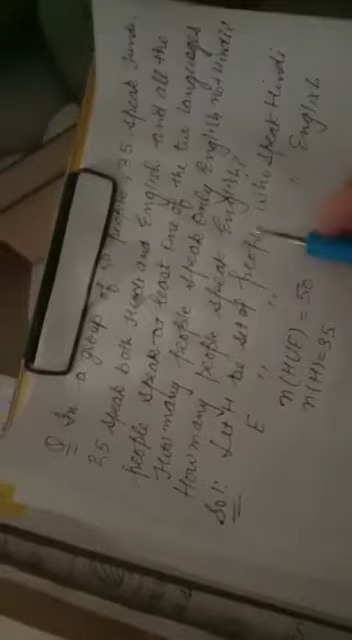 Q In a group of 50 people, 35 speak Hindi,
25 speak both Hindi and English and all the
people speak at least one of the two languages
How many people speak only English not Hindi?
How many people speak English?
Sol: Let H be set of people who speak Hindi
E " " " " English
n(HUE) = 50
n(H) = 35